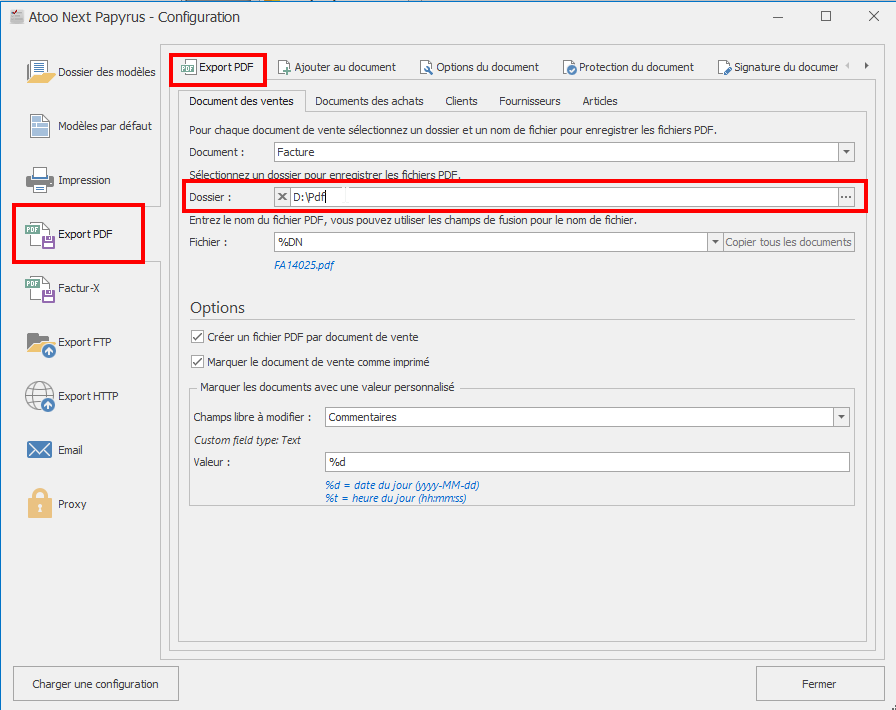 Atoo Next Papyrus - Configuration
Dossier des modèles
Modèles par défaut
Impression
Export PDF
Factur-X
Export FTP
Export HTTP
Email
Proxy
Export PDF
Ajouter au document
Options du document
Protection du document
Signature du documer
Document des ventes
Documents des achats
Clients
Fournisseurs
Articles
Pour chaque document de vente sélectionnez un dossier et un nom de fichier pour enregistrer les fichiers PDF.
Document : Facture
Sélectionnez un dossier pour enregistrer les fichiers PDF.
Dossier : D:\Pdf
Entrez le nom du fichier PDF, vous pouvez utiliser les champs de fusion pour le nom de fichier.
Fichier : %DN Copier tous les documents
FA14025.pdf
Options
Créer un fichier PDF par document de vente
Marquer le document de vente comme imprimé
Marquer les documents avec une valeur personnalisé
Champs libre à modifier : Commentaires
Custom field type: Text
Valeur : %d
%d = date du jour (yyyy-MM-dd)
%t = heure du jour (hh:mm:ss)
Charger une configuration
Fermer